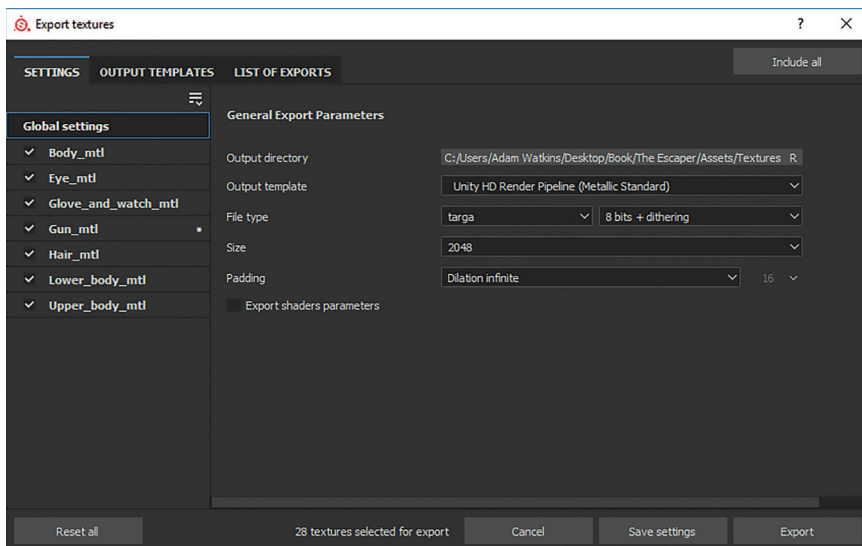 Export textures ? ×
SETTINGS OUTPUT TEMPLATES LIST OF EXPORTS Include all
Global settings
Body_mtl
Eye_mtl
Glove_and_watch_mtl
Gun_mtl *
Hair_mtl
Lower_body_mtl
Upper_body_mtl
General Export Parameters
Output directory C:/Users/Adam Watkins/Desktop/Book/The Escaper/Assets/Textures R
Output template Unity HD Render Pipeline (Metallic Standard)
File type targa 8 bits + dithering
Size 2048
Padding Dilation infinite 16
Export shaders parameters
Reset all 28 textures selected for export Cancel Save settings Export